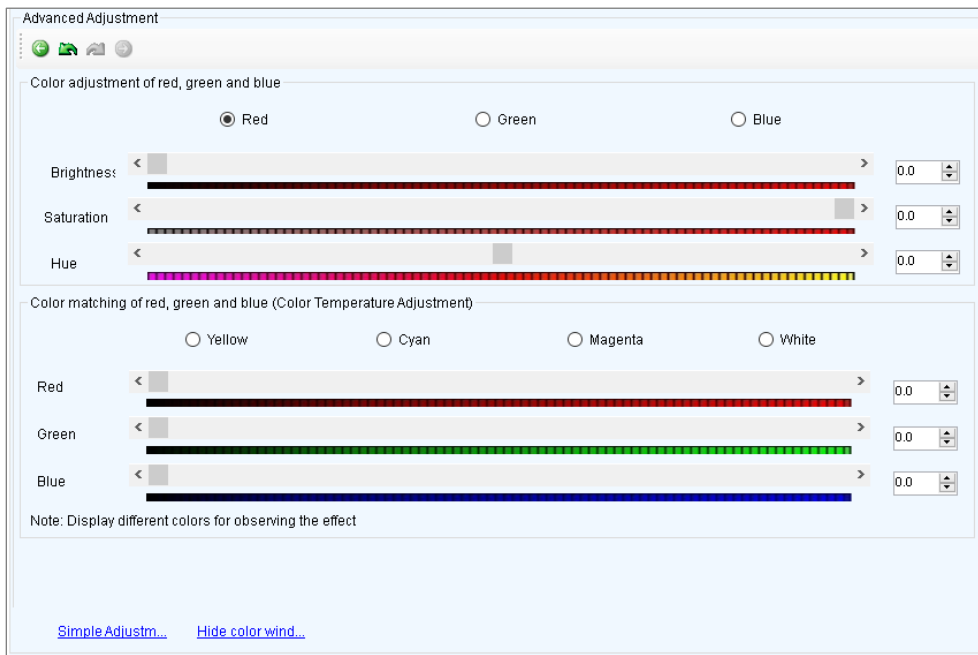 Advanced Adjustment
Color adjustment of red, green and blue
Red Green Blue
Brightness 0.0
Saturation 0.0
Hue 0.0
Color matching of red, green and blue (Color Temperature Adjustment)
Yellow Cyan Magenta White
Red 0.0
Green 0.0
Blue 0.0
Note: Display different colors for observing the effect
Simple Adjustm... Hide color wind...